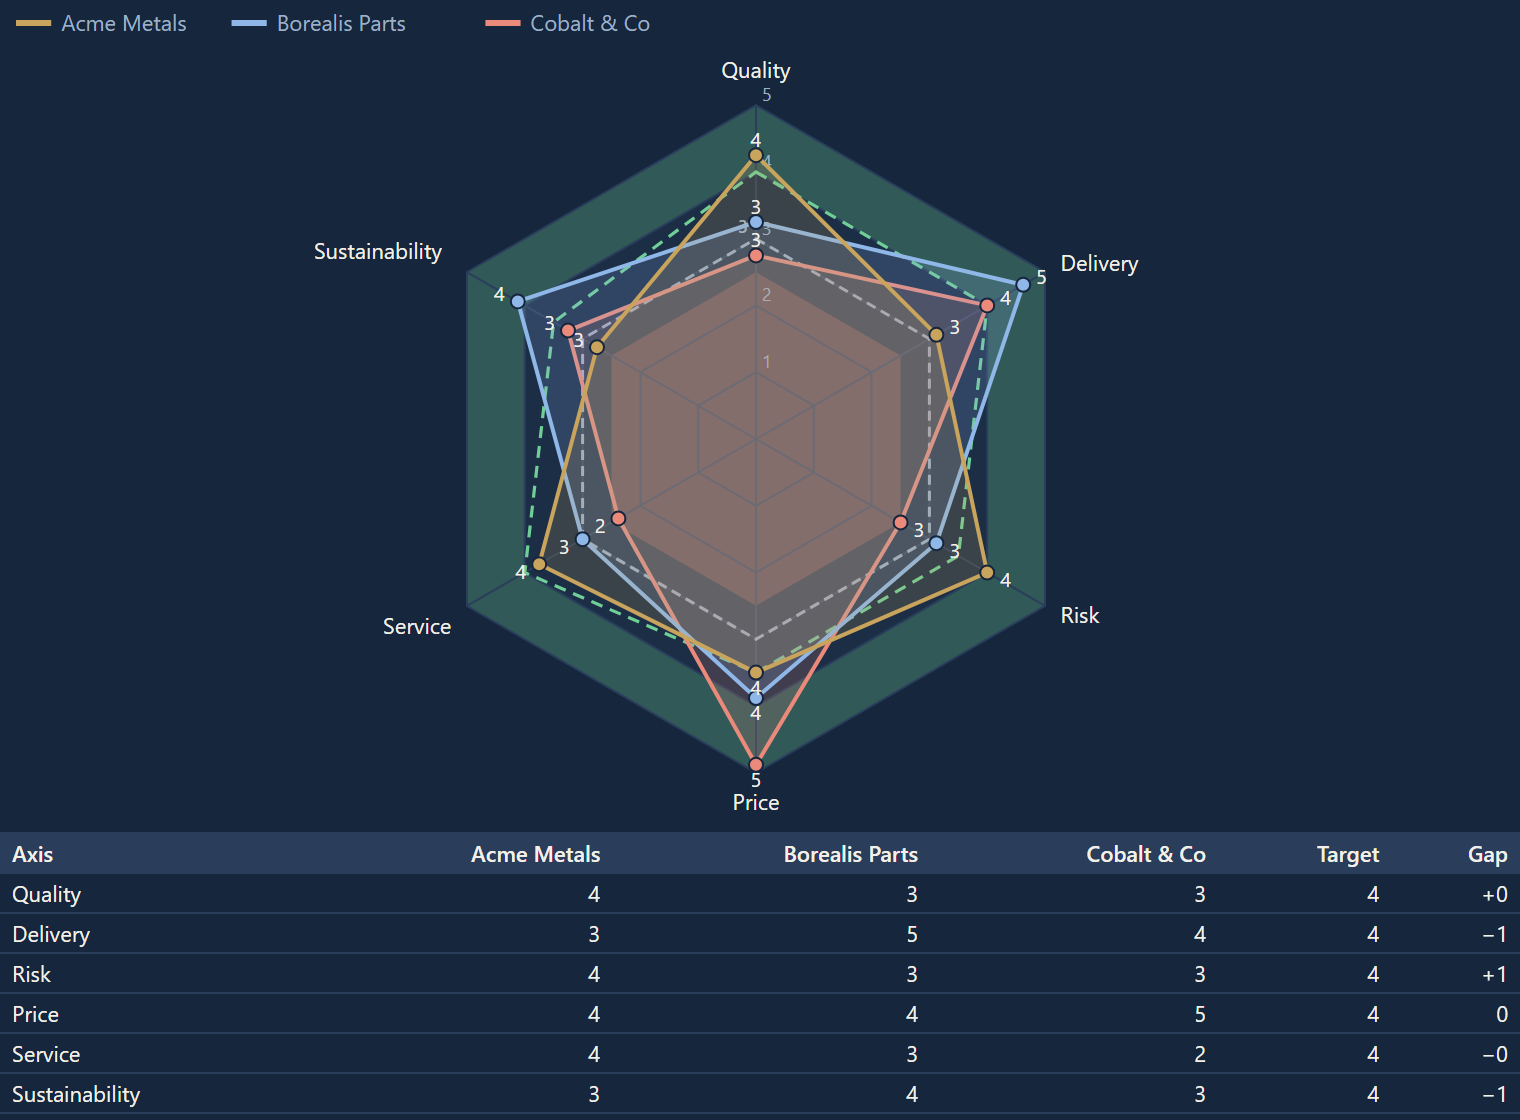 Acme Metals Borealis Parts Cobalt & Co
Quality
5
4
4
3
3 3
3
Sustainability
Delivery
5
4 2 4
3 3
3
1
2 3
3 3
4 4
Service Risk
4
4
5
Price
Axis Acme Metals Borealis Parts Cobalt & Co Target Gap
Quality 4 3 3 4 +0
Delivery 3 5 4 4 −1
Risk 4 3 3 4 +1
Price 4 4 5 4 0
Service 4 3 2 4 −0
Sustainability 3 4 3 4 −1